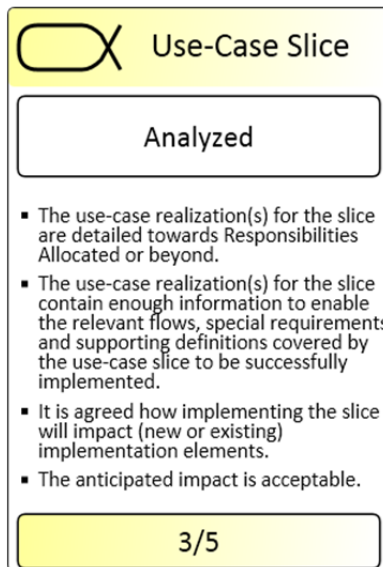 Use-Case Slice
Analyzed
▪ The use-case realization(s) for the slice
are detailed towards Responsibilities
Allocated or beyond.
▪ The use-case realization(s) for the slice
contain enough information to enable
the relevant flows, special requirements
and supporting definitions covered by
the use-case slice to be successfully
implemented.
▪ It is agreed how implementing the slice
will impact (new or existing)
implementation elements.
▪ The anticipated impact is acceptable.
3/5